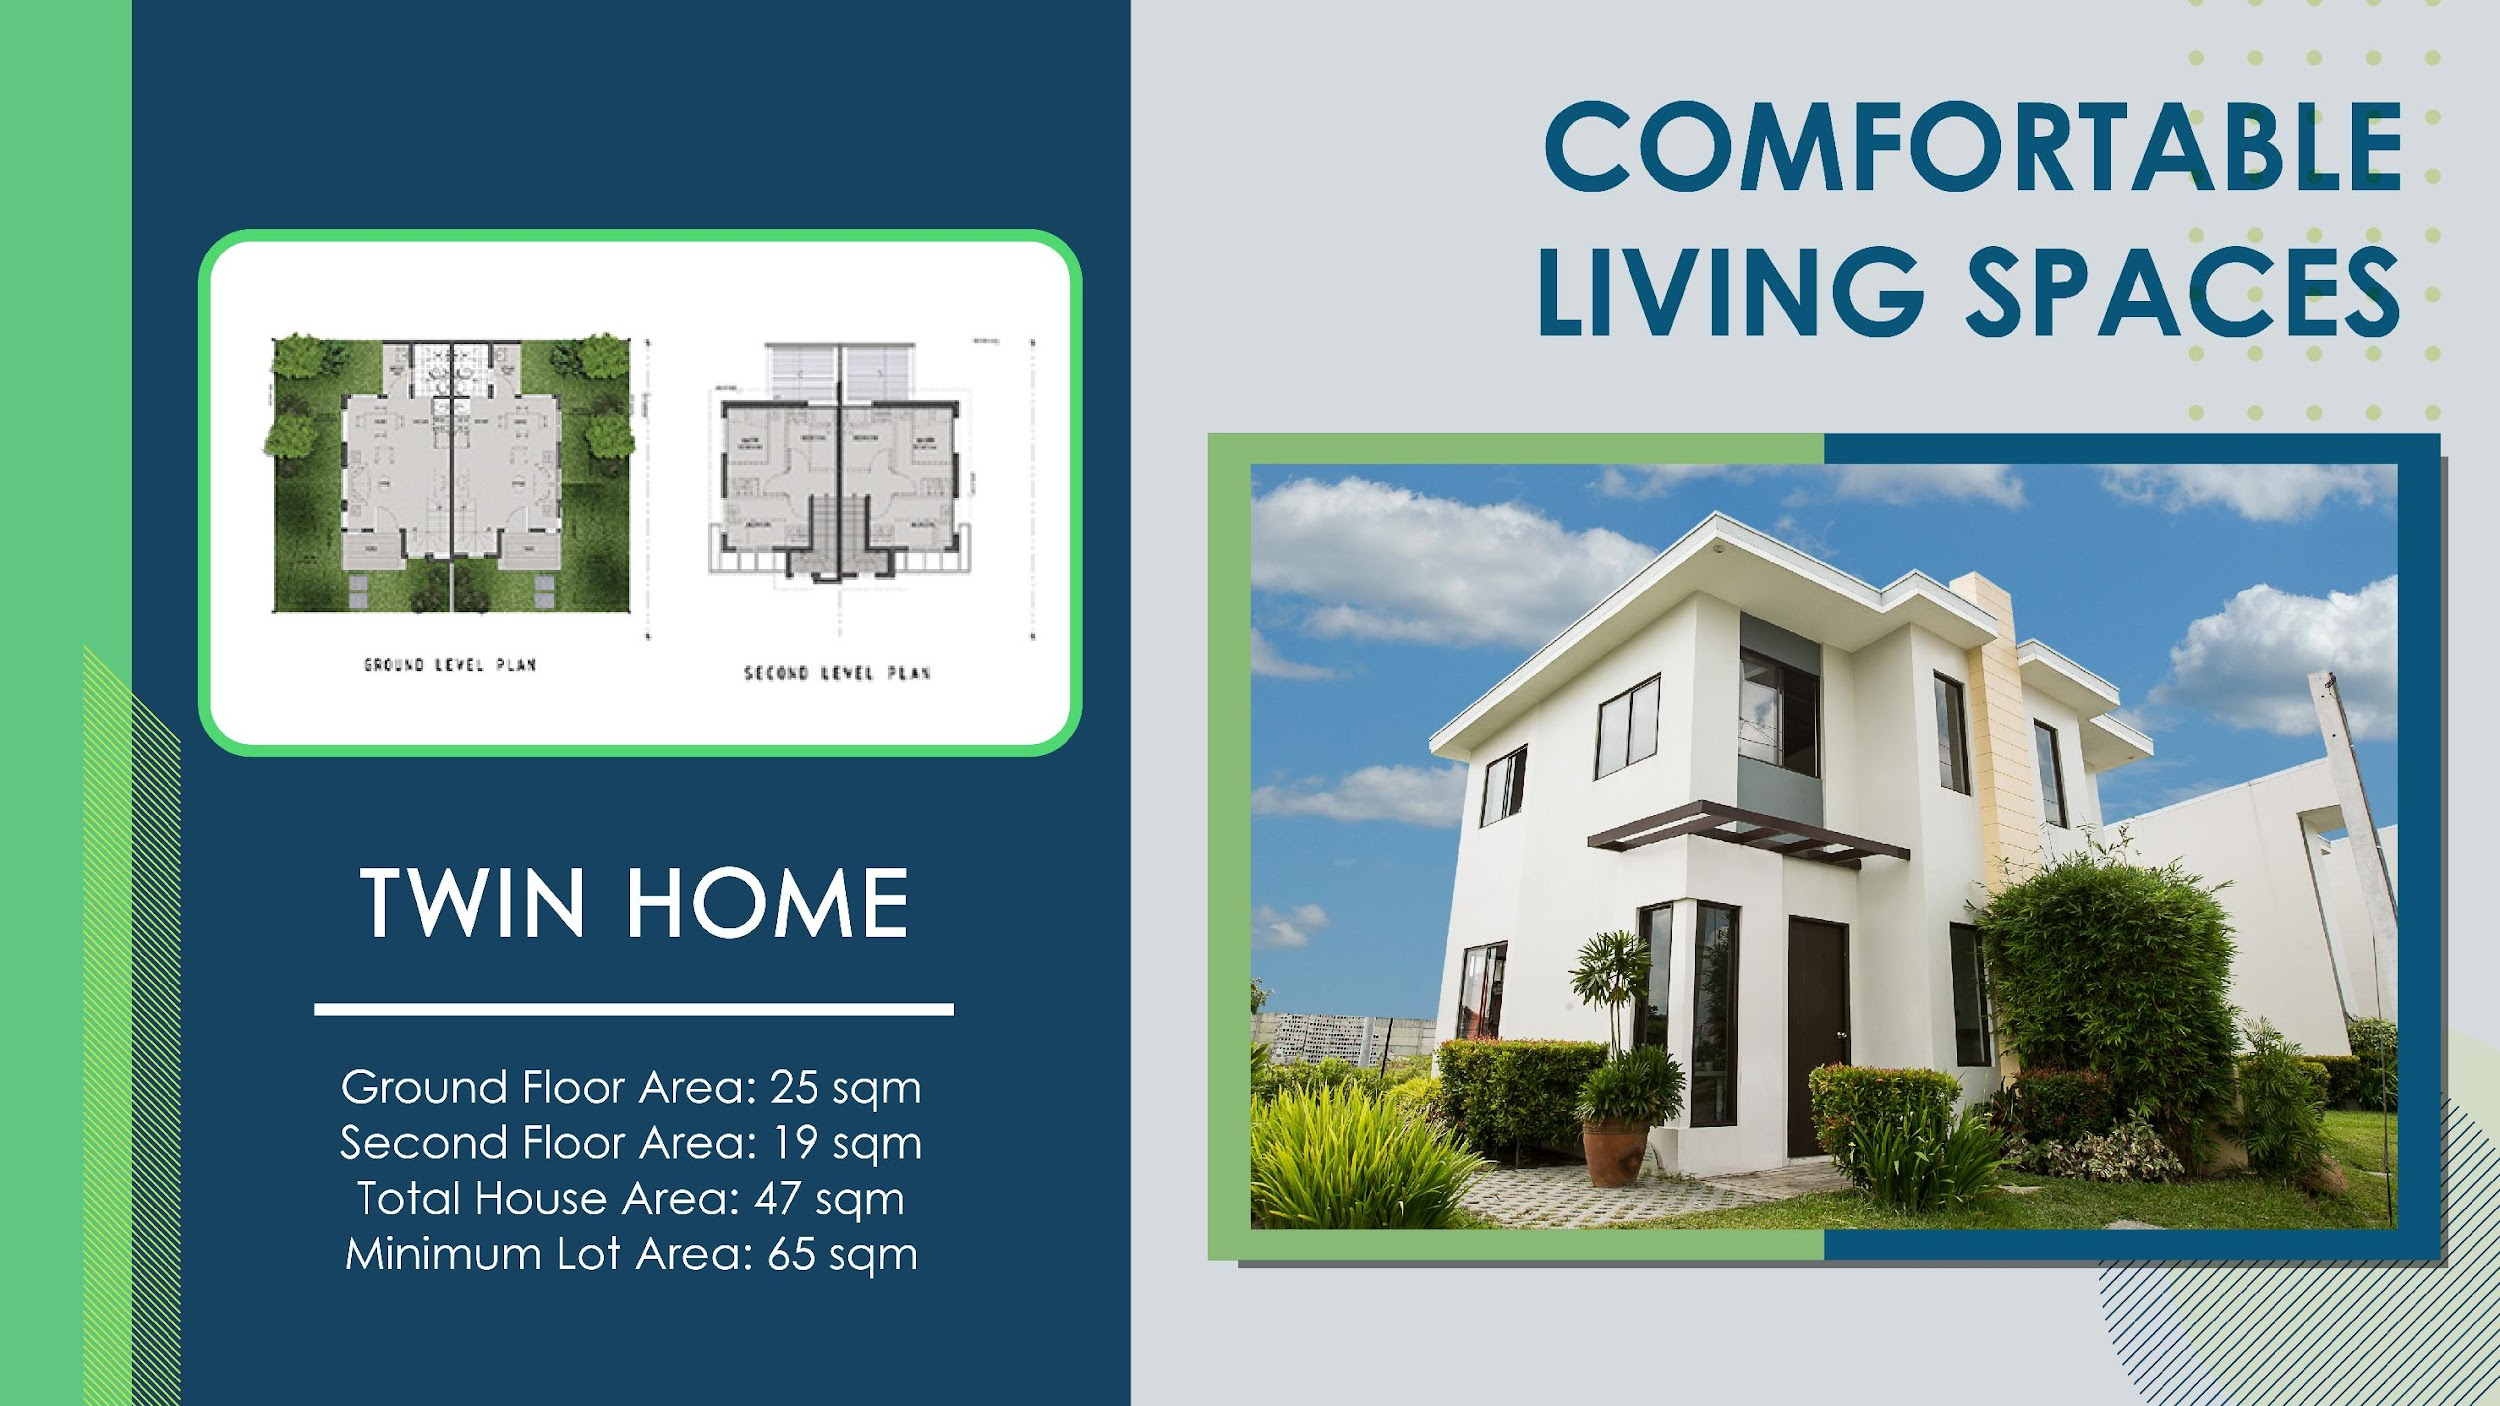 COMFORTABLE
LIVING SPACES
GROUND LEVEL PLAN
SECOND LEVEL PLAN
TWIN HOME
Ground Floor Area: 25 sqm
Second Floor Area: 19 sqm
Total House Area: 47 sqm
Minimum Lot Area: 65 sqm